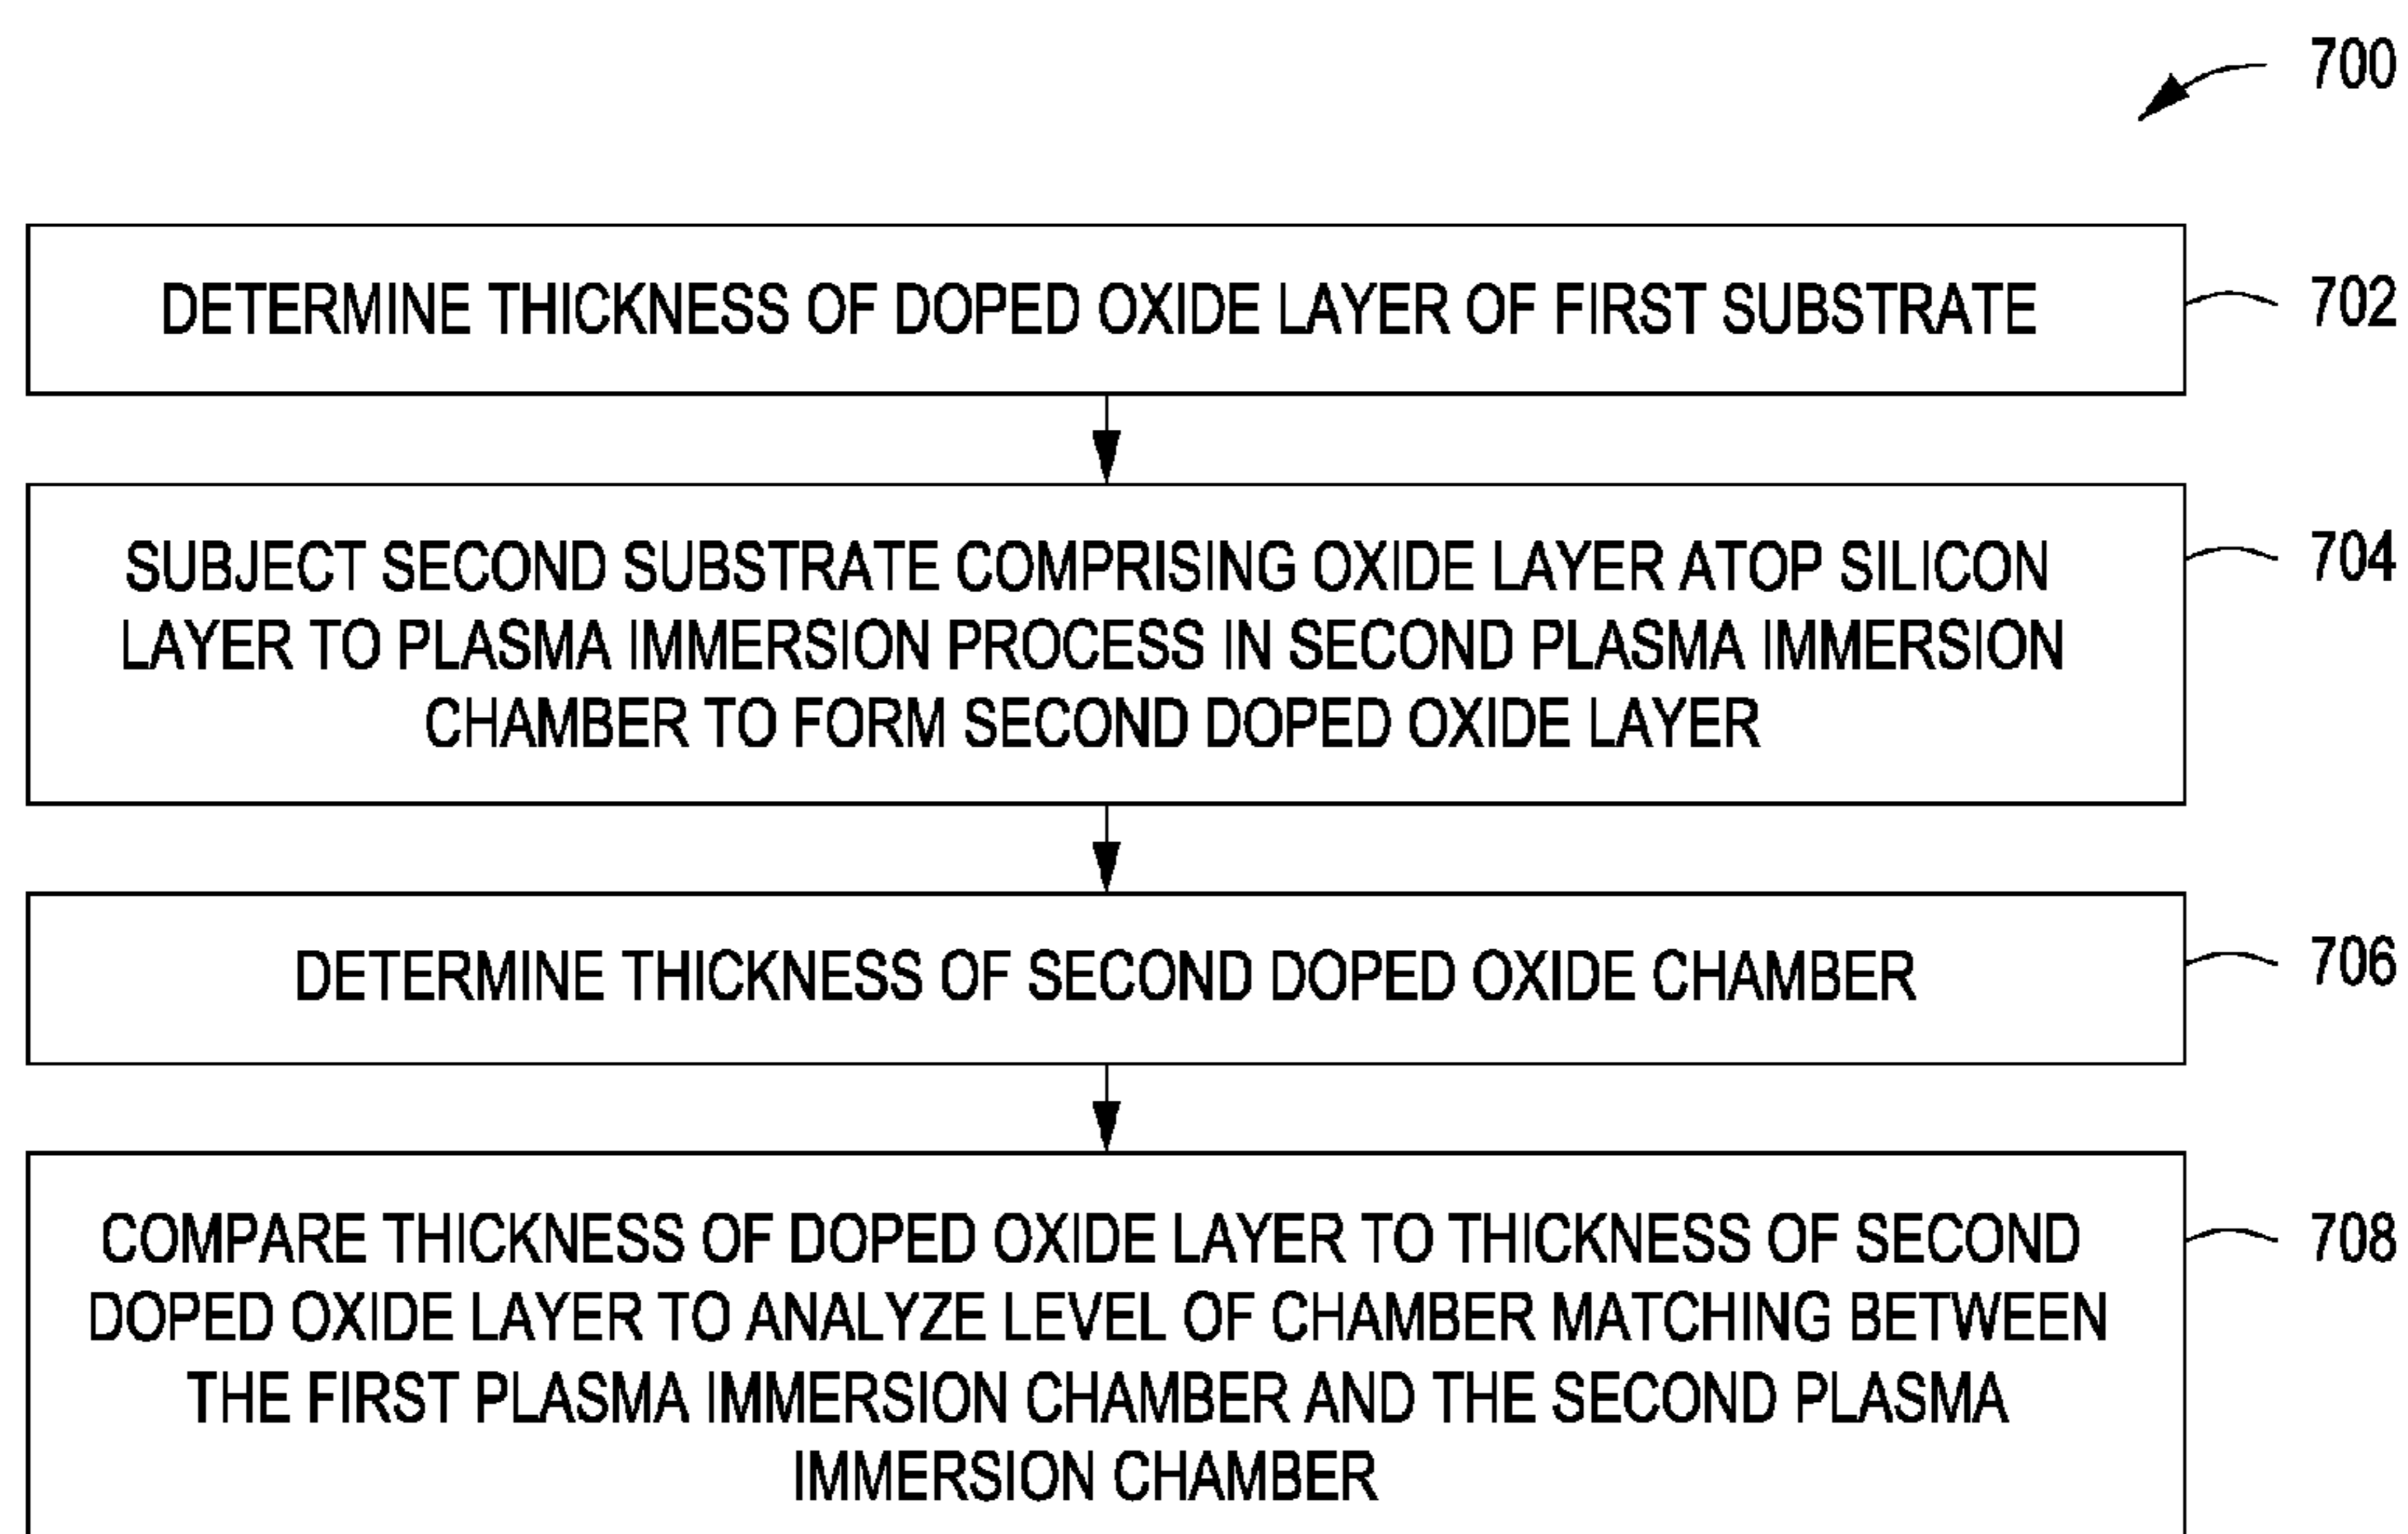 700
DETERMINE THICKNESS OF DOPED OXIDE LAYER OF FIRST SUBSTRATE
702
SUBJECT SECOND SUBSTRATE COMPRISING OXIDE LAYER ATOP SILICON
LAYER TO PLASMA IMMERSION PROCESS IN SECOND PLASMA IMMERSION
CHAMBER TO FORM SECOND DOPED OXIDE LAYER
704
DETERMINE THICKNESS OF SECOND DOPED OXIDE CHAMBER
706
COMPARE THICKNESS OF DOPED OXIDE LAYER TO THICKNESS OF SECOND
DOPED OXIDE LAYER TO ANALYZE LEVEL OF CHAMBER MATCHING BETWEEN
THE FIRST PLASMA IMMERSION CHAMBER AND THE SECOND PLASMA
IMMERSION CHAMBER
708